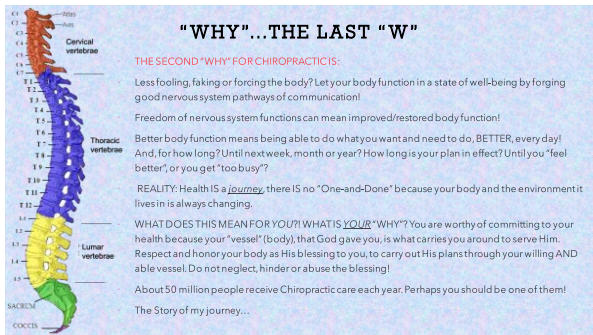 "WHY"...THE LAST "W"
C1
Atlas
C2
Axis
C3
C4
C5
C6
C7
Cervical
vertebrae
T1
T2
T3
T4
T5
T6
T7
T8
T9
T10
T11
T12
Thoracic
vertebrae
L1
L2
L3
L4
L5
Lumar
vertebrae
SACRUM
COCCIS
THE SECOND "WHY" FOR CHIROPRACTIC IS:
Less fooling, faking or forcing the body? Let your body function in a state of well-being by forging
good nervous system pathways of communication!
Freedom of nervous system functions can mean improved/restored body function!
Better body function means being able to do what you want and need to do, BETTER, every day!
And, for how long? Until next week, month or year? How long is your plan in effect? Until you "feel
better", or you get "too busy"?
REALITY: Health IS a journey, there IS no "One-and-Done" because your body and the environment it
lives in is always changing.
WHAT DOES THIS MEAN FOR YOU?! WHAT IS YOUR "WHY"? You are worthy of committing to your
health because your "vessel" (body), that God gave you, is what carries you around to serve Him.
Respect and honor your body as His blessing to you, to carry out His plans through your willing AND
able vessel. Do not neglect, hinder or abuse the blessing!
About 50 million people receive Chiropractic care each year. Perhaps you should be one of them!
The Story of my journey...